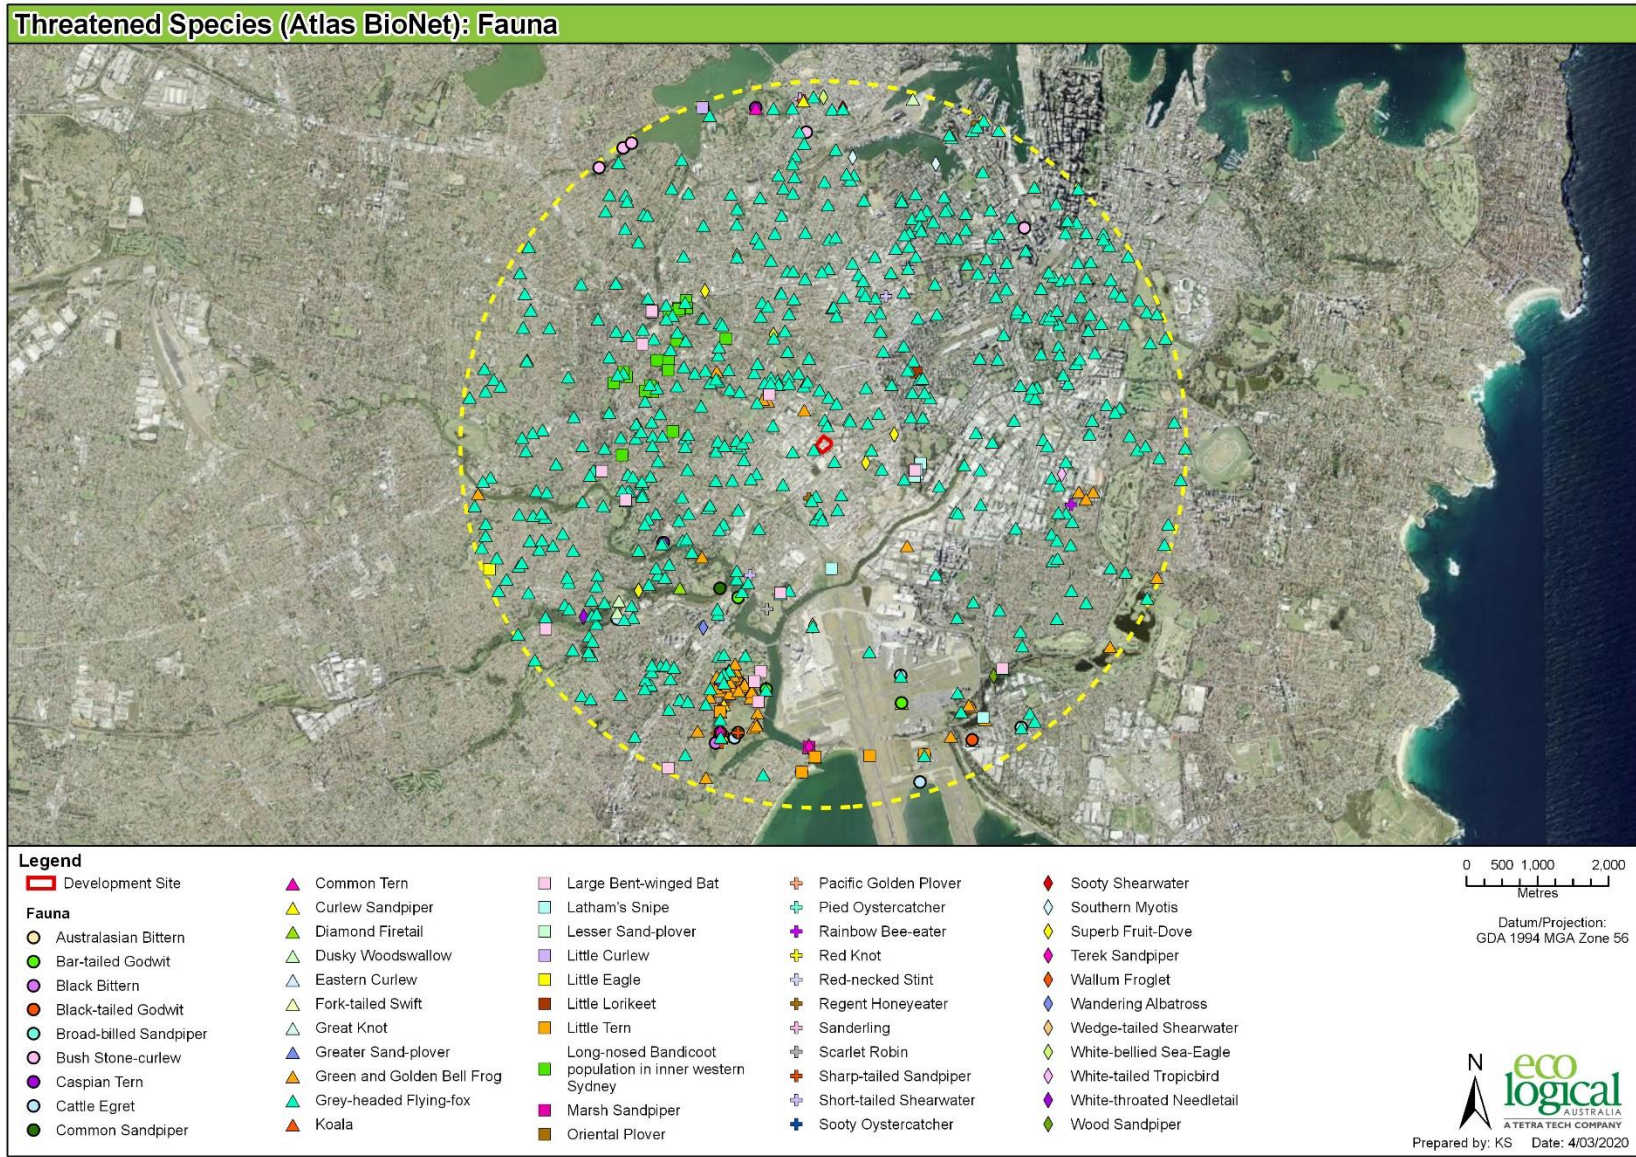 Threatened Species (Atlas BioNet): Fauna
Legend
Development Site
Fauna
Australasian Bittern
Bar-tailed Godwit
Black Bittern
Black-tailed Godwit
Broad-billed Sandpiper
Bush Stone-curlew
Caspian Tern
Cattle Egret
Common Sandpiper
Common Tern
Curlew Sandpiper
Diamond Firetail
Dusky Woodswallow
Eastern Curlew
Fork-tailed Swift
Great Knot
Greater Sand-plover
Green and Golden Bell Frog
Grey-headed Flying-fox
Koala
Large Bent-winged Bat
Latham's Snipe
Lesser Sand-plover
Little Curlew
Little Eagle
Little Lorikeet
Little Tern
Long-nosed Bandicoot
population in inner western
Sydney
Marsh Sandpiper
Oriental Plover
Pacific Golden Plover
Pied Oystercatcher
Rainbow Bee-eater
Red Knot
Red-necked Stint
Regent Honeyeater
Sanderling
Scarlet Robin
Sharp-tailed Sandpiper
Short-tailed Shearwater
Sooty Oystercatcher
Sooty Shearwater
Southern Myotis
Superb Fruit-Dove
Terek Sandpiper
Wallum Froglet
Wandering Albatross
Wedge-tailed Shearwater
White-bellied Sea-Eagle
White-tailed Tropicbird
White-throated Needletail
Wood Sandpiper
0 500 1,000 2,000
Metres
Datum/Projection:
GDA 1994 MGA Zone 56
N
eco
logical
AUSTRALIA
A TETRA TECH COMPANY
Prepared by: KS Date: 4/03/2020